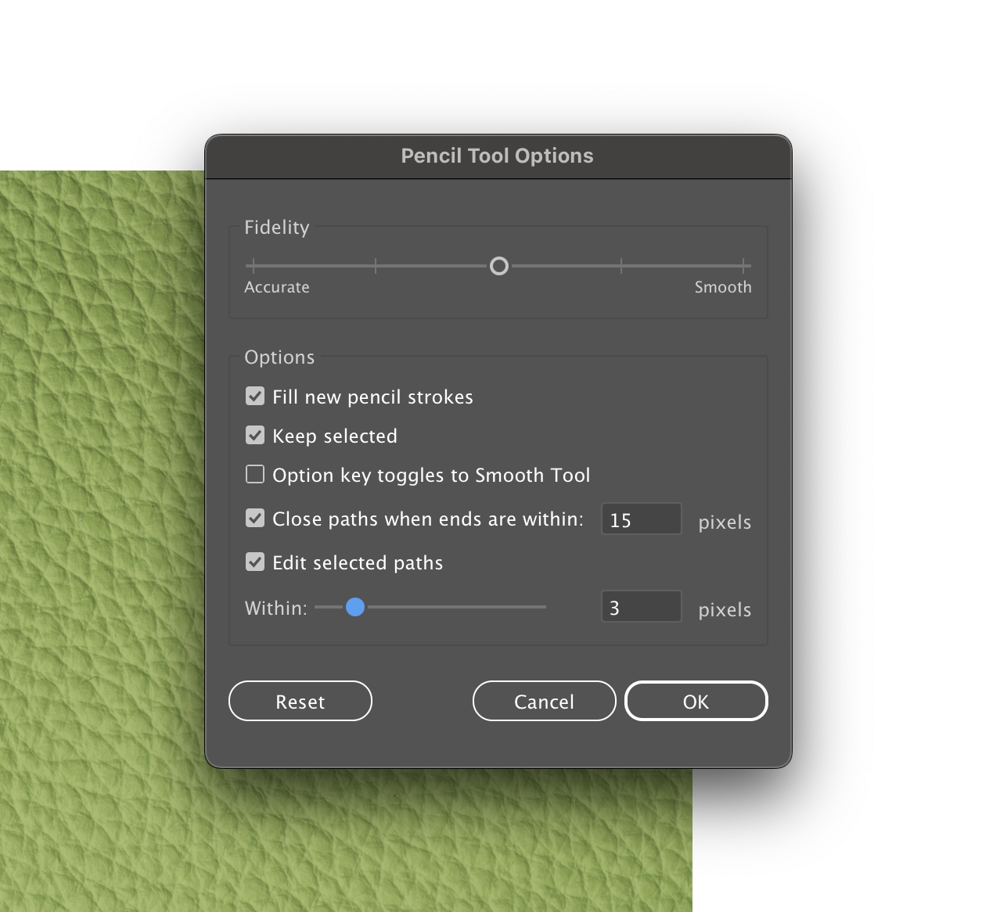 Pencil Tool Options
Fidelity
Accurate Smooth
Options
Fill new pencil strokes
Keep selected
Option key toggles to Smooth Tool
Close paths when ends are within: 15 pixels
Edit selected paths
Within: 3 pixels
Reset Cancel OK